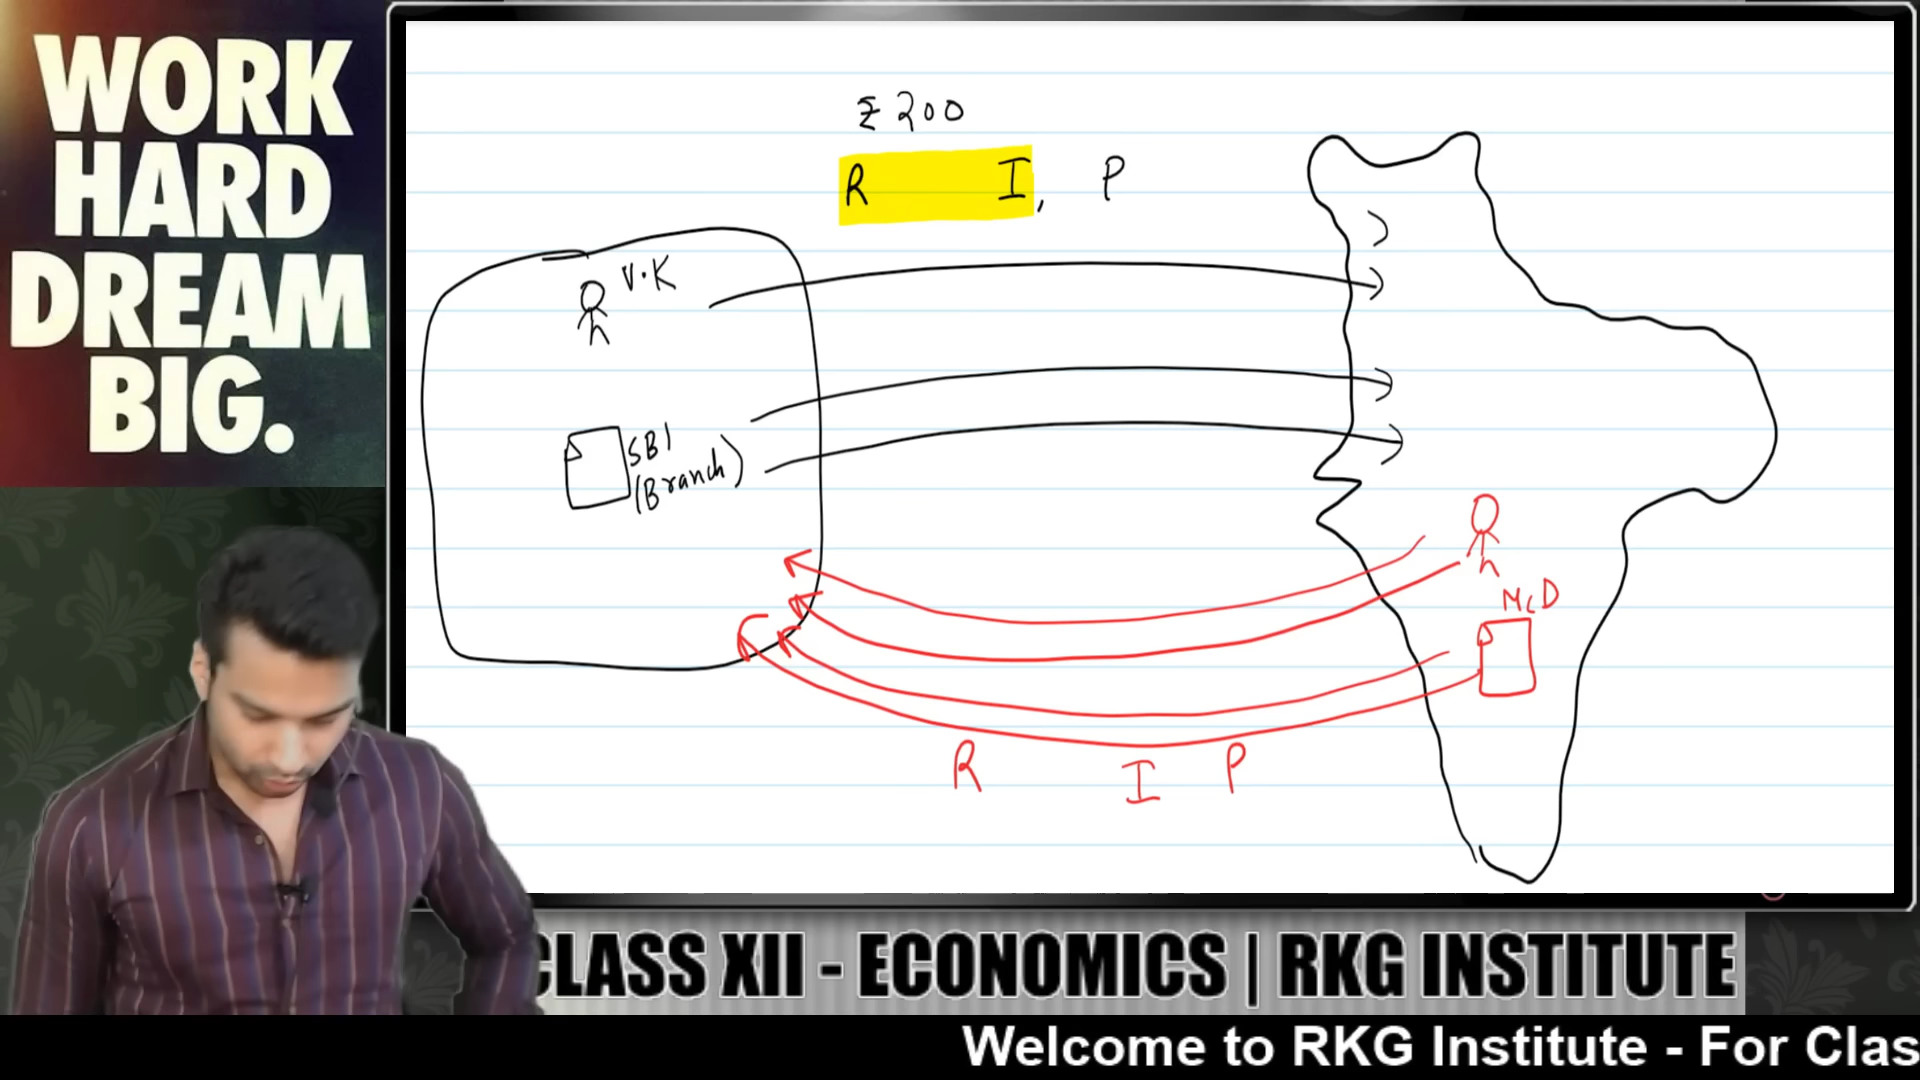 WORK
HARD
DREAM
BIG.
₹ 200
R I, P
V.K
SBI
(Branch)
McD
R I P
CLASS XII - ECONOMICS | RKG INSTITUTE
Welcome to RKG Institute - For Clas